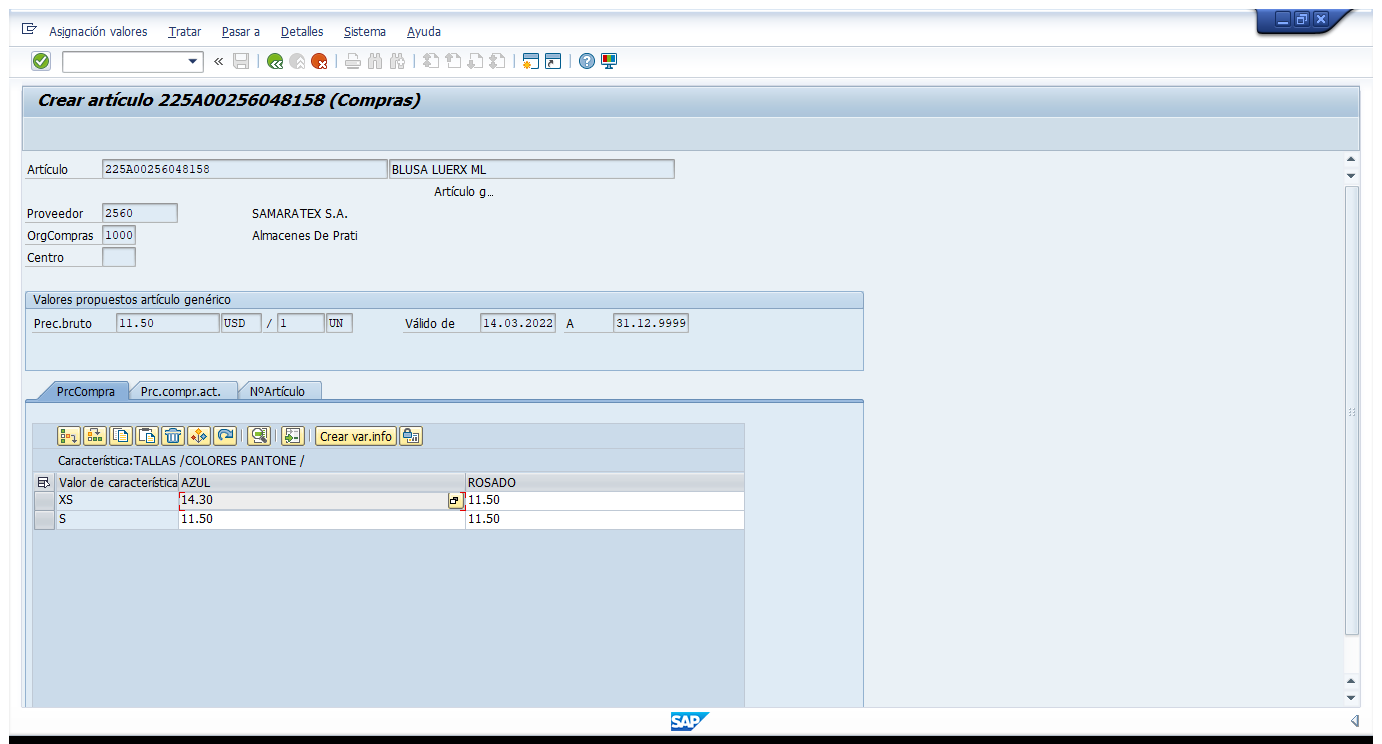 Asignación valores Tratar Pasar a Detalles Sistema Ayuda
Crear artículo 225A00256048158 (Compras)
Artículo 225A00256048158 BLUSA LUERX ML
Artículo g...
Proveedor 2560 SAMARATEX S.A.
OrgCompras 1000 Almacenes De Prati
Centro
Valores propuestos artículo genérico
Prec.bruto 11.50 USD / 1 UN Válido de 14.03.2022 A 31.12.9999
PrcCompra Prc.compr.act. NºArtículo
Crear var.info
Característica:TALLAS /COLORES PANTONE /
Valor de característica AZUL ROSADO
XS 14.30 11.50
S 11.50 11.50
SAP